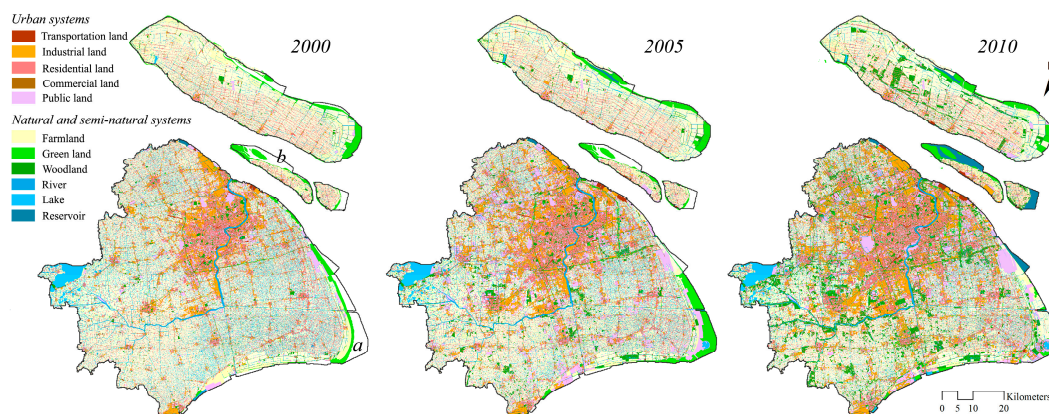 Urban systems
Transportation land
Industrial land
Residential land
Commercial land
Public land
Natural and semi-natural systems
Farmland
Green land
Woodland
River
Lake
Reservoir
2000
2005
2010
b
a
Kilometers
0 5 10 20